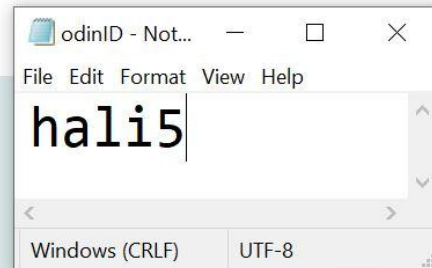 odinID - Not...
File Edit Format View Help
hali5
Windows (CRLF) UTF-8